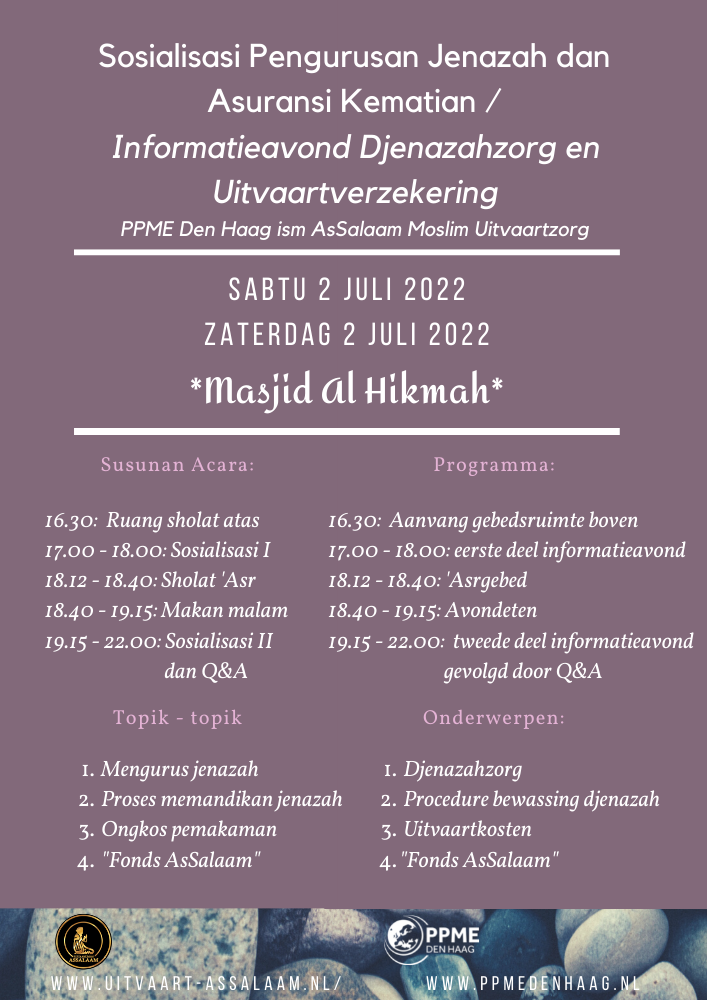 Sosialisasi Pengurusan Jenazah dan
Asuransi Kematian /
Informatieavond Djenazahzorg en
Uitvaartverzekering
PPME Den Haag ism AsSalaam Moslim Uitvaartzorg
SABTU 2 JULI 2022
ZATERDAG 2 JULI 2022
*Masjid Al Hikmah*
Susunan Acara:
16.30: Ruang sholat atas
17.00 - 18.00: Sosialisasi I
18.12 - 18.40: Sholat 'Asr
18.40 - 19.15: Makan malam
19.15 - 22.00: Sosialisasi II
dan Q&A
Programma:
16.30: Aanvang gebedsruimte boven
17.00 - 18.00: eerste deel informatieavond
18.12 - 18.40: 'Asrgebed
18.40 - 19.15: Avondeten
19.15 - 22.00: tweede deel informatieavond
gevolgd door Q&A
Topik - topik
1. Mengurus jenazah
2. Proses memandikan jenazah
3. Ongkos pemakaman
4. "Fonds AsSalaam"
Onderwerpen:
1. Djenazahzorg
2. Procedure bewassing djenazah
3. Uitvaartkosten
4. "Fonds AsSalaam"
ASSALAAM
PPME
DEN HAAG
WWW.UITVAART-ASSALAAM.NL/
WWW.PPMEDENHAAG.NL